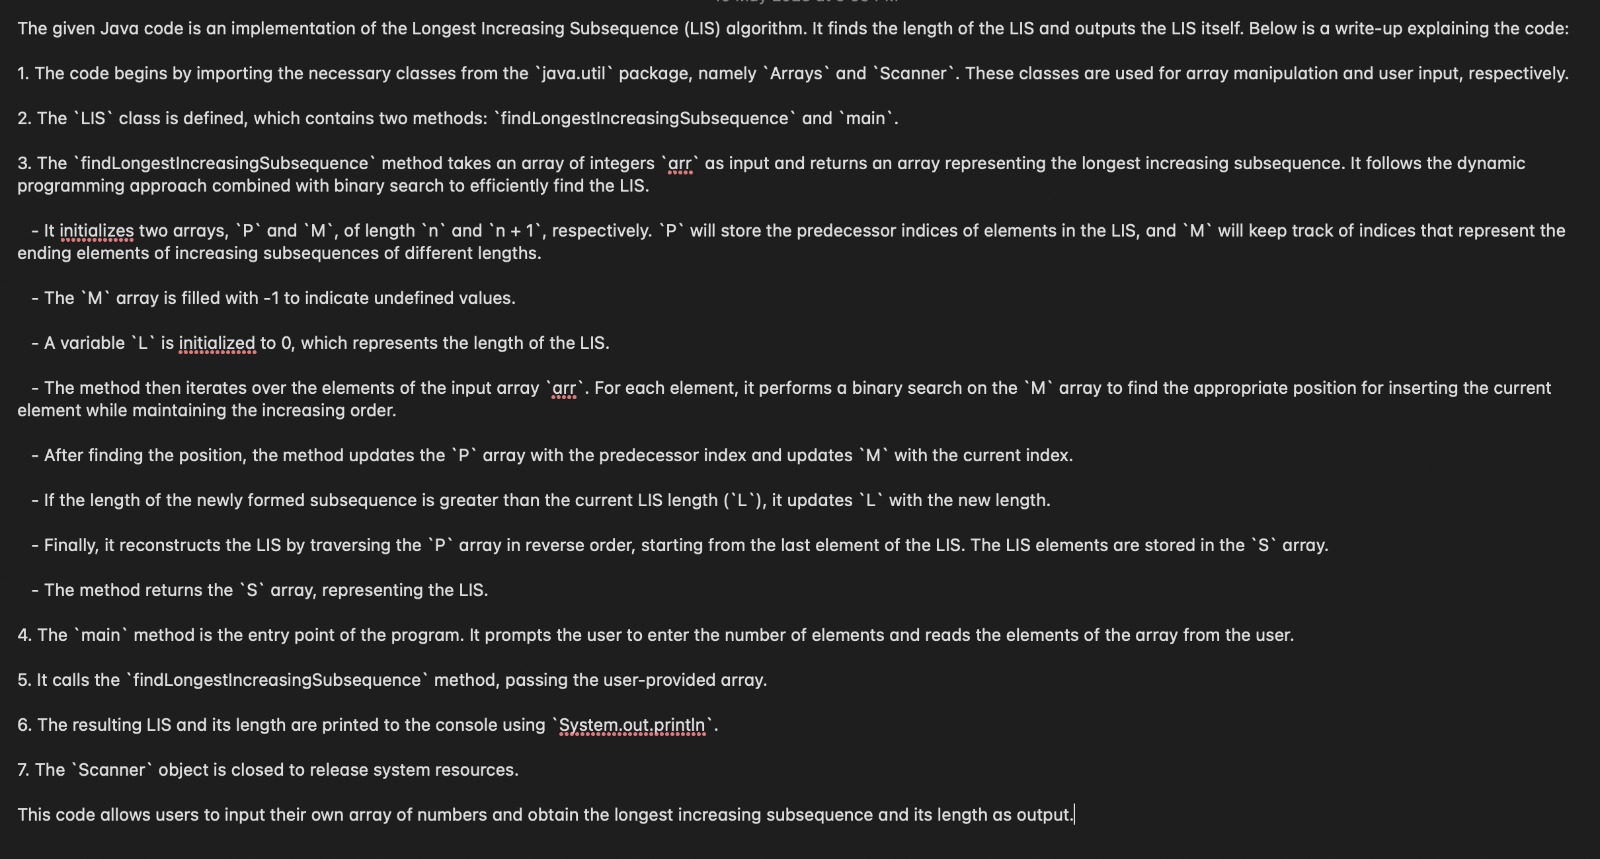 The given Java code is an implementation of the Longest Increasing Subsequence (LIS) algorithm. It finds the length of the LIS and outputs the LIS itself. Below is a write-up explaining the code:
1. The code begins by importing the necessary classes from the `java.util` package, namely `Arrays` and `Scanner`. These classes are used for array manipulation and user input, respectively.
2. The `LIS` class is defined, which contains two methods: `findLongestIncreasingSubsequence` and `main`.
3. The `findLongestIncreasingSubsequence` method takes an array of integers `arr` as input and returns an array representing the longest increasing subsequence. It follows the dynamic
programming approach combined with binary search to efficiently find the LIS.
- It initializes two arrays, `P` and `M`, of length `n` and `n + 1`, respectively. `P` will store the predecessor indices of elements in the LIS, and `M` will keep track of indices that represent the
ending elements of increasing subsequences of different lengths.
- The `M` array is filled with -1 to indicate undefined values.
- A variable `L` is initialized to 0, which represents the length of the LIS.
- The method then iterates over the elements of the input array `arr`. For each element, it performs a binary search on the `M` array to find the appropriate position for inserting the current
element while maintaining the increasing order.
- After finding the position, the method updates the `P` array with the predecessor index and updates `M` with the current index.
- If the length of the newly formed subsequence is greater than the current LIS length (`L`), it updates `L` with the new length.
- Finally, it reconstructs the LIS by traversing the `P` array in reverse order, starting from the last element of the LIS. The LIS elements are stored in the `S` array.
- The method returns the `S` array, representing the LIS.
4. The `main` method is the entry point of the program. It prompts the user to enter the number of elements and reads the elements of the array from the user.
5. It calls the `findLongestIncreasingSubsequence` method, passing the user-provided array.
6. The resulting LIS and its length are printed to the console using `System.out.println`.
7. The `Scanner` object is closed to release system resources.
This code allows users to input their own array of numbers and obtain the longest increasing subsequence and its length as output.